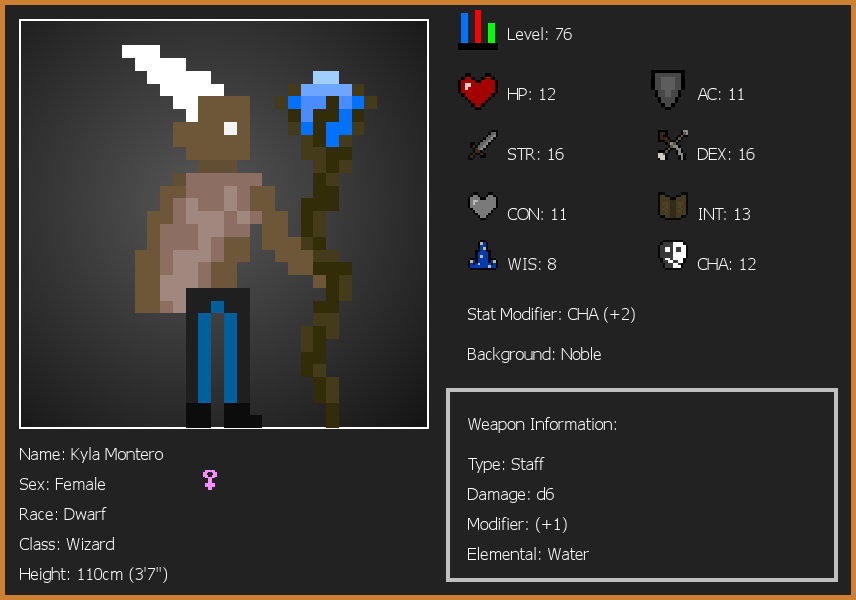 Level: 76
HP: 12
AC: 11
STR: 16
DEX: 16
CON: 11
INT: 13
WIS: 8
CHA: 12
Stat Modifier: CHA (+2)
Background: Noble
Weapon Information:
Type: Staff
Damage: d6
Modifier: (+1)
Elemental: Water
Name: Kyla Montero
Sex: Female
Race: Dwarf
Class: Wizard
Height: 110cm (3'7")